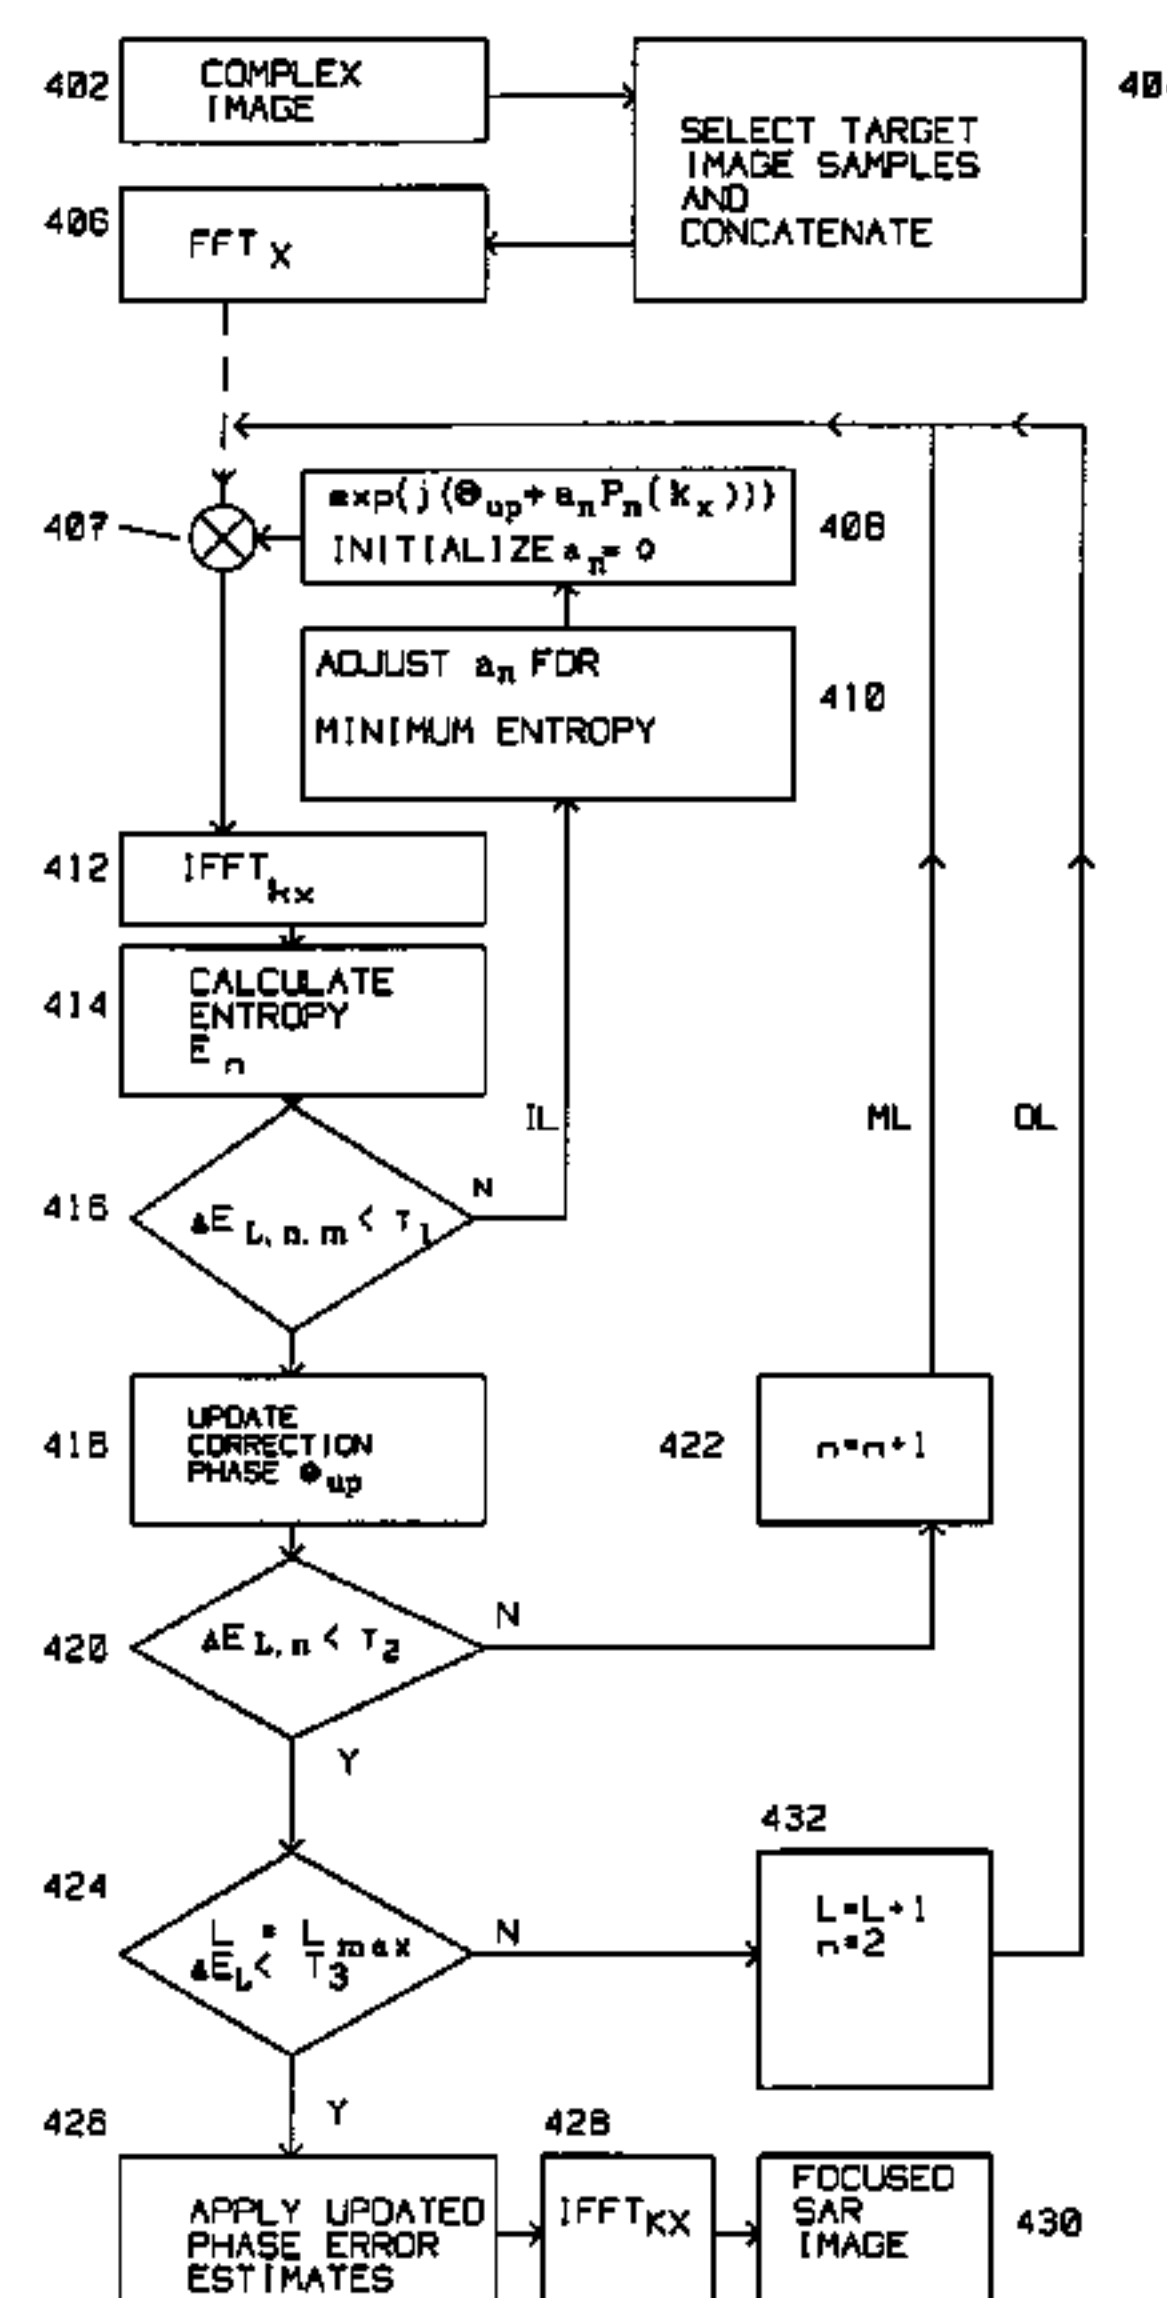 402
COMPLEX
IMAGE
SELECT TARGET
IMAGE SAMPLES
AND
CONCATENATE
406
FFT X
407
exp(j(Θup+anPn(kx)))
INITIALIZE an= 0
408
ADJUST an FOR
MINIMUM ENTROPY
410
412
IFFTkx
414
CALCULATE
ENTROPY
En
IL
ML
OL
416
ΔE L,n,m < T1
N
418
UPDATE
CORRECTION
PHASE Θup
422
n=n+1
420
ΔE L,n < T2
N
Y
432
424
L = Lmax
ΔEL< T3
N
L=L+1
n=2
Y
426
APPLY UPDATED
PHASE ERROR
ESTIMATES
428
IFFTKX
FOCUSED
SAR
IMAGE
430